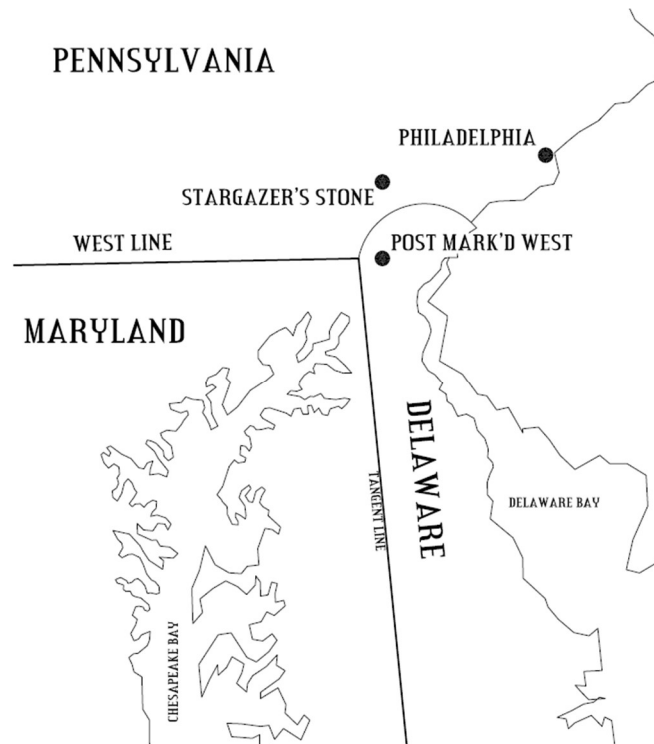 PENNSYLVANIA
PHILADELPHIA
STARGAZER'S STONE
WEST LINE
POST MARK'D WEST
MARYLAND
DELAWARE
TANGENT LINE
DELAWARE BAY
CHESAPEAKE BAY